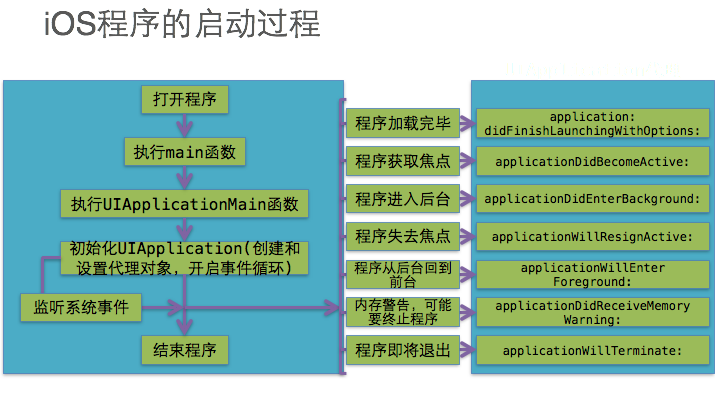 iOS程序的启动过程
打开程序
执行main函数
执行UIApplicationMain函数
初始化UIApplication(创建和
设置代理对象，开启事件循环)
监听系统事件
结束程序
程序加载完毕
application:
didFinishLaunchingWithOptions:
程序获取焦点
applicationDidBecomeActive:
程序进入后台
applicationDidEnterBackground:
程序失去焦点
applicationWillResignActive:
程序从后台回到
前台
applicationWillEnter
Foreground:
内存警告，可能
要终止程序
applicationDidReceiveMemory
Warning:
程序即将退出
applicationWillTerminate: